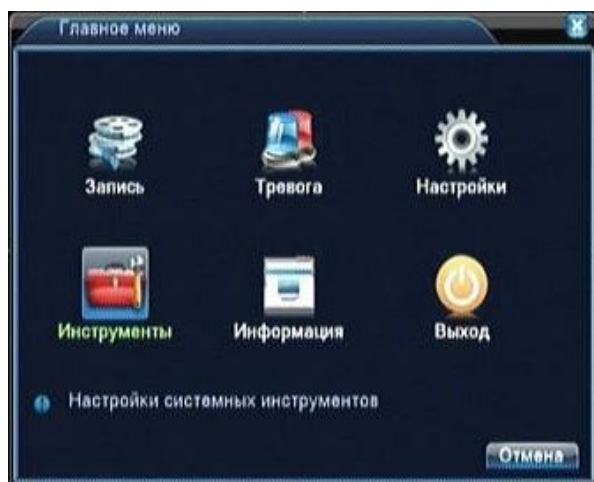 Главное меню
Запись Тревога Настройки
Инструменты Информация Выход
Настройки системных инструментов
Отмена